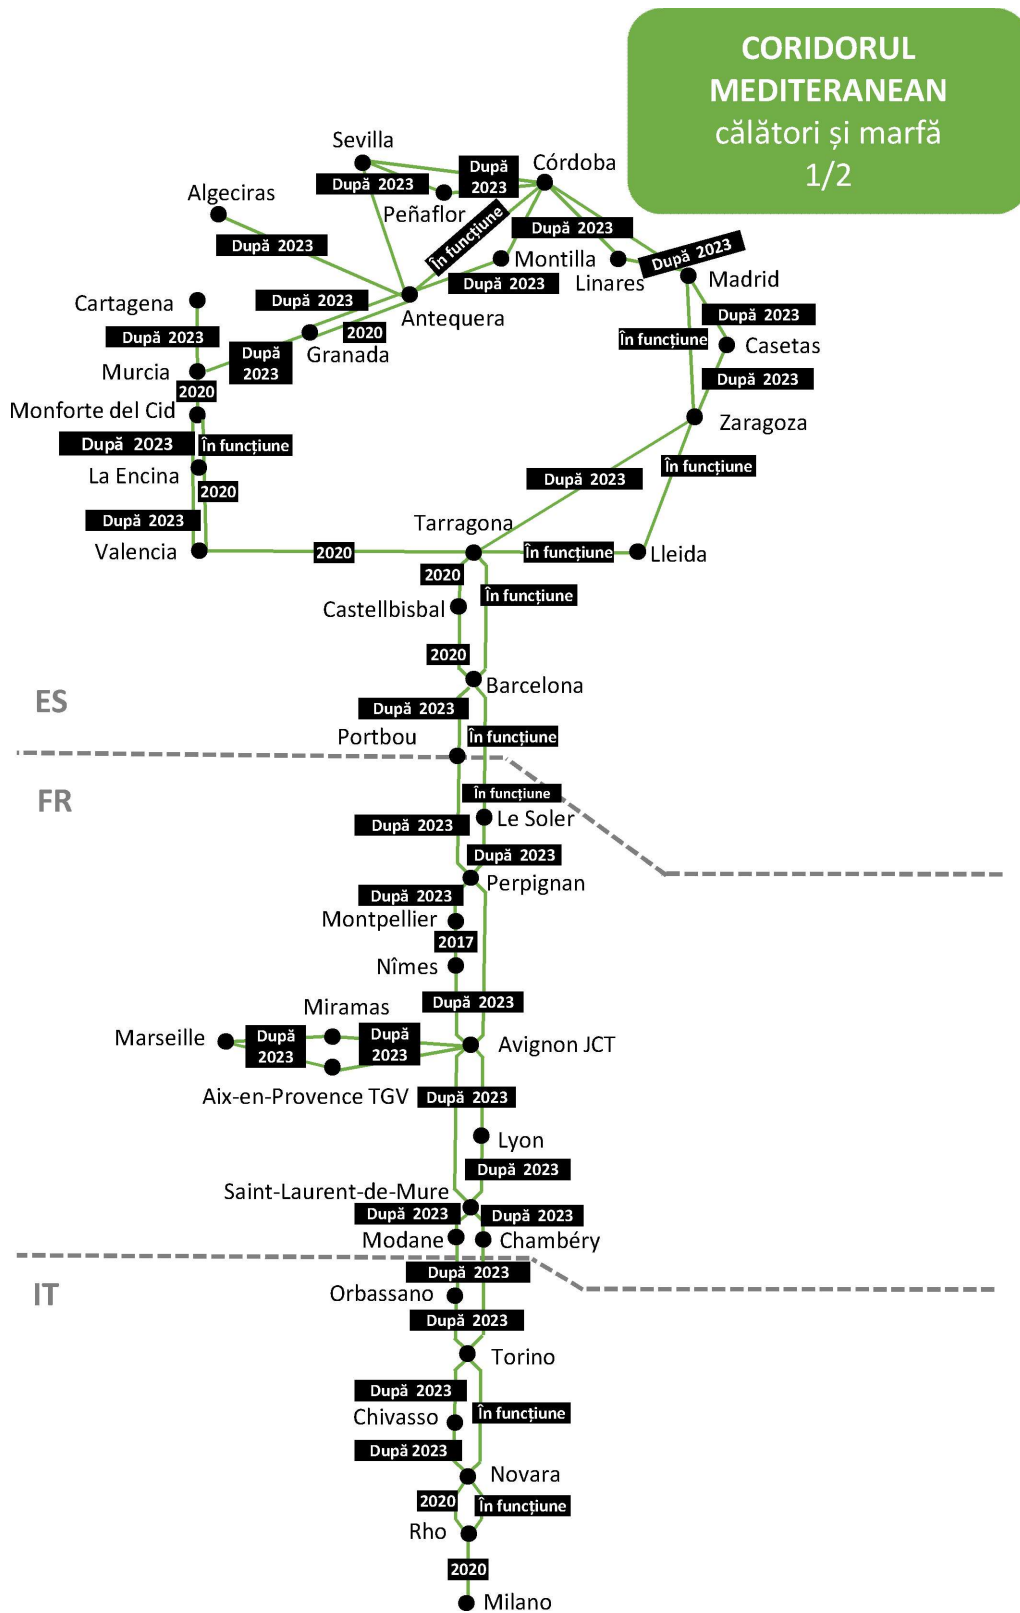 CORIDORUL
MEDITERANEAN
călători și marfă
1/2
Sevilla
Córdoba
După
2023
După 2023
Algeciras
Peñaflor
În funcțiune
După 2023
După 2023
Montilla
După 2023
Linares
Madrid
După 2023
Cartagena
După 2023
Antequera
După 2023
2020
După 2023
În funcțiune
Casetas
Granada
După
2023
Murcia
După 2023
2020
Monforte del Cid
Zaragoza
După 2023
În funcțiune
La Encina
În funcțiune
După 2023
2020
După 2023
Tarragona
Valencia
2020
În funcțiune
Lleida
2020
În funcțiune
Castellbisbal
2020
Barcelona
ES
După 2023
Portbou
În funcțiune
FR
În funcțiune
Le Soler
După 2023
După 2023
Perpignan
După 2023
Montpellier
2017
Nîmes
După 2023
Miramas
Marseille
După
2023
După
2023
Avignon JCT
Aix-en-Provence TGV
După 2023
Lyon
După 2023
Saint-Laurent-de-Mure
După 2023
După 2023
Modane
Chambéry
După 2023
IT
Orbassano
După 2023
Torino
După 2023
Chivasso
În funcțiune
După 2023
Novara
2020
În funcțiune
Rho
2020
Milano